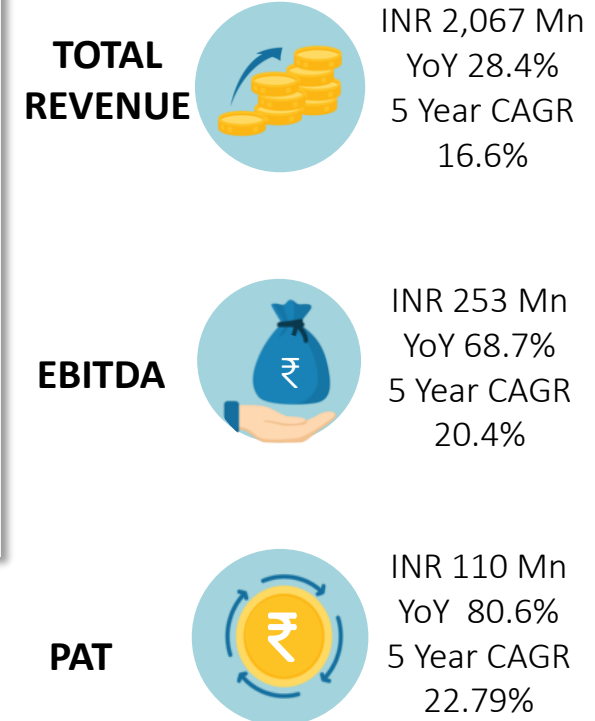 TOTAL
REVENUE
INR 2,067 Mn
YoY 28.4%
5 Year CAGR
16.6%
EBITDA
₹
INR 253 Mn
YoY 68.7%
5 Year CAGR
20.4%
PAT
₹
INR 110 Mn
YoY  80.6%
5 Year CAGR
22.79%